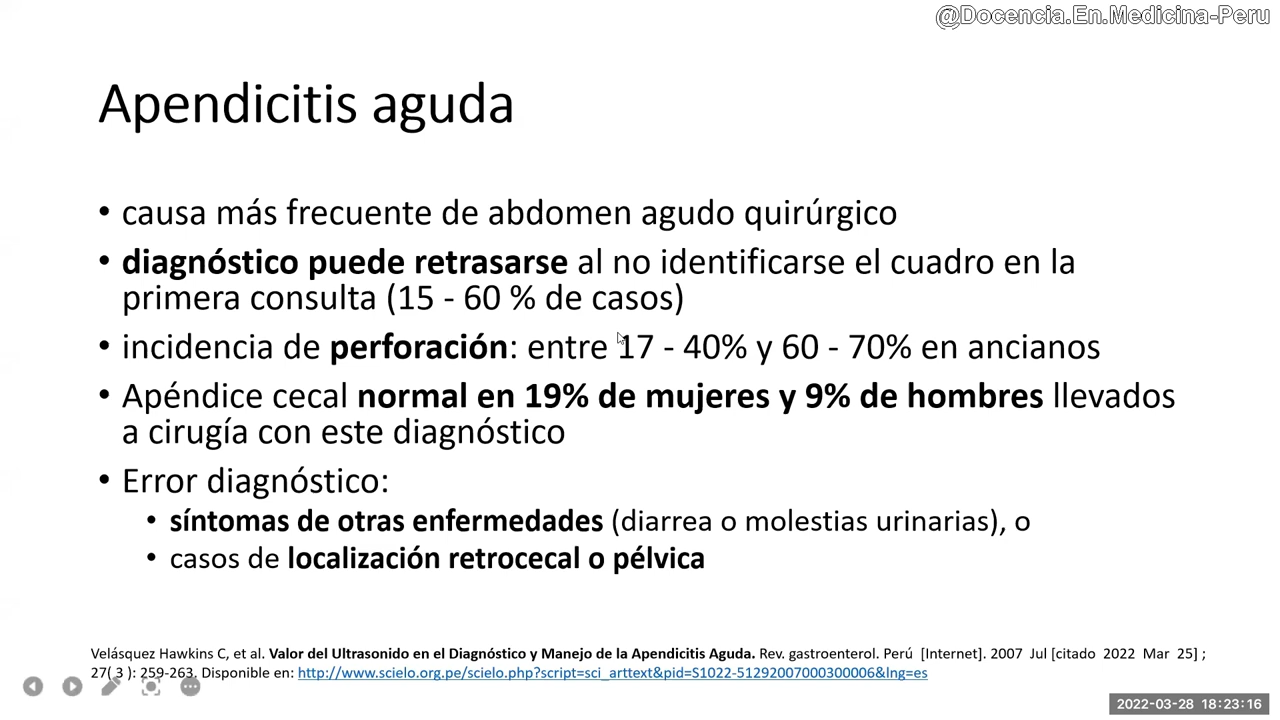 @Docencia.En.Medicina-Peru
Apendicitis aguda
• causa más frecuente de abdomen agudo quirúrgico
• diagnóstico puede retrasarse al no identificarse el cuadro en la
primera consulta (15 - 60 % de casos)
• incidencia de perforación: entre 17 - 40% y 60 - 70% en ancianos
• Apéndice cecal normal en 19% de mujeres y 9% de hombres llevados
a cirugía con este diagnóstico
• Error diagnóstico:
• síntomas de otras enfermedades (diarrea o molestias urinarias), o
• casos de localización retrocecal o pélvica
Velásquez Hawkins C, et al. Valor del Ultrasonido en el Diagnóstico y Manejo de la Apendicitis Aguda. Rev. gastroenterol. Perú [Internet]. 2007 Jul [citado 2022 Mar 25] ;
27( 3 ): 259-263. Disponible en: http://www.scielo.org.pe/scielo.php?script=sci_arttext&pid=S1022-51292007000300006&lng=es
2022-03-28 18:23:16